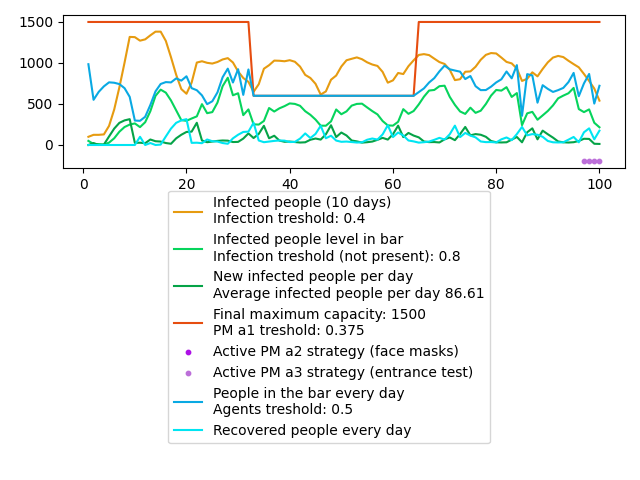 1500
1000
500
0
0 20 40 60 80 100
Infected people (10 days)
Infection treshold: 0.4
Infected people level in bar
Infection treshold (not present): 0.8
New infected people per day
Average infected people per day 86.61
Final maximum capacity: 1500
PM a1 treshold: 0.375
Active PM a2 strategy (face masks)
Active PM a3 strategy (entrance test)
People in the bar every day
Agents treshold: 0.5
Recovered people every day